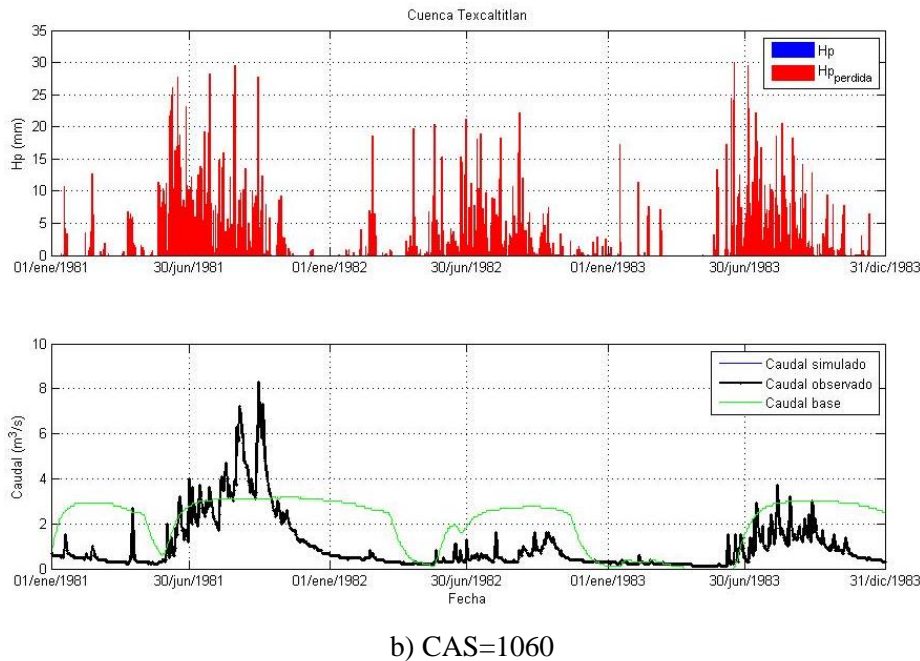 Cuenca Texcaltitlan
35
30
25
20
15
10
5
0
Hp (mm)
Hp
Hp perdida
01/ene/1981 30/jun/1981 01/ene/1982 30/jun/1982 01/ene/1983 30/jun/1983 31/dic/1983
10
8
6
4
2
0
Caudal (m³/s)
Caudal simulado
Caudal observado
Caudal base
01/ene/1981 30/jun/1981 01/ene/1982 30/jun/1982 01/ene/1983 30/jun/1983 31/dic/1983
Fecha
b) CAS=1060